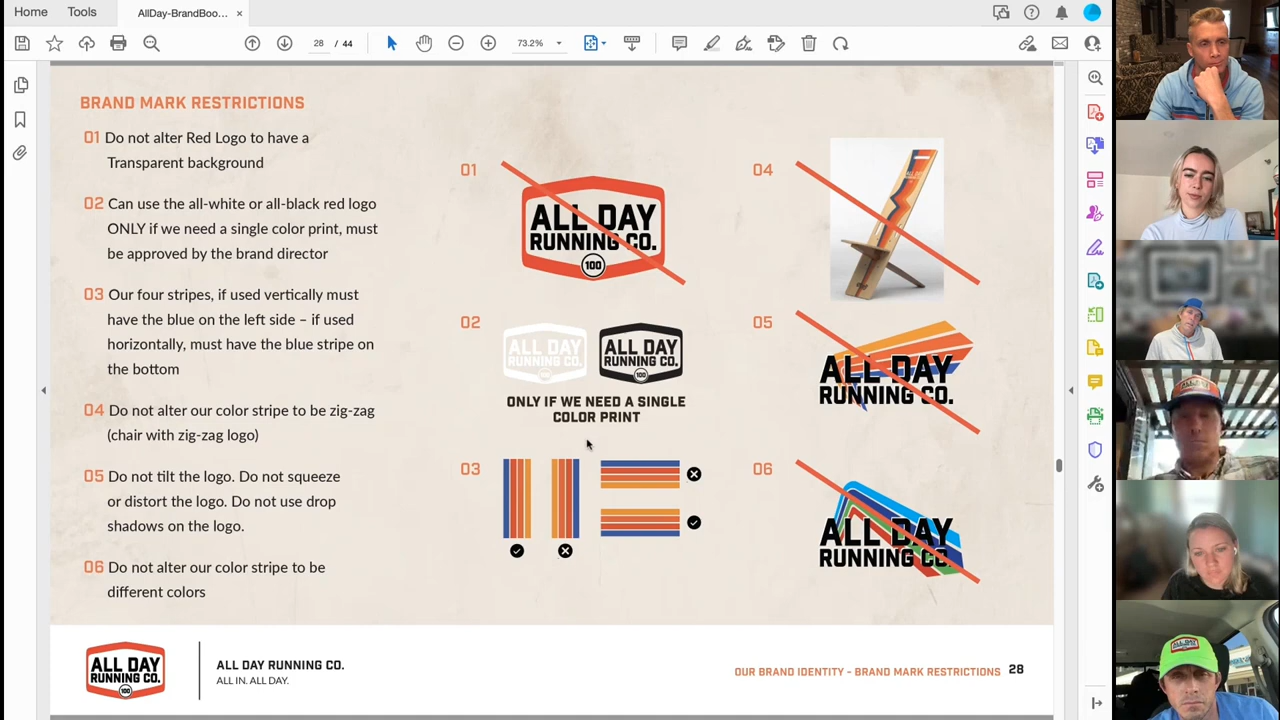 Home
Tools
AllDay-BrandBoo...
28 / 44
73.2%
BRAND MARK RESTRICTIONS
01 Do not alter Red Logo to have a
Transparent background
02 Can use the all-white or all-black red logo
ONLY if we need a single color print, must
be approved by the brand director
03 Our four stripes, if used vertically must
have the blue on the left side – if used
horizontally, must have the blue stripe on
the bottom
04 Do not alter our color stripe to be zig-zag
(chair with zig-zag logo)
05 Do not tilt the logo. Do not squeeze
or distort the logo. Do not use drop
shadows on the logo.
06 Do not alter our color stripe to be
different colors
01
ALL DAY
RUNNING CO.
100
02
ALL DAY
RUNNING CO.
100
ALL DAY
RUNNING CO.
100
ONLY IF WE NEED A SINGLE
COLOR PRINT
03
04
05
ALL DAY
RUNNING CO.
06
ALL DAY
RUNNING CO.
ALL DAY
RUNNING CO.
100
ALL DAY RUNNING CO.
ALL IN. ALL DAY.
OUR BRAND IDENTITY - BRAND MARK RESTRICTIONS 28